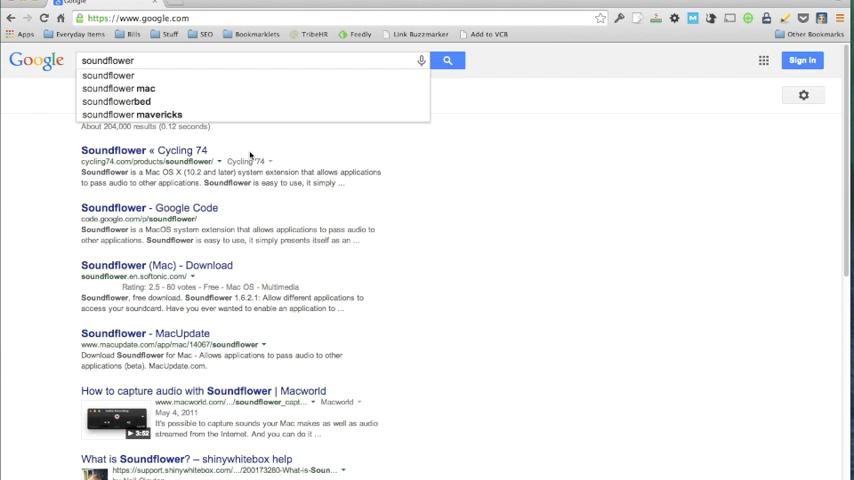 Google
https://www.google.com
Apps Everyday Items Bills Stuff SEO Bookmarklets TribeHR Feedly Link Buzzmarker Add to VCR Other Bookmarks
Google soundflower Sign in
soundflower
soundflower mac
soundflowerbed
soundflower mavericks
About 204,000 results (0.12 seconds)
Soundflower « Cycling 74
cycling74.com/products/soundflower/ Cycling '74
Soundflower is a Mac OS X (10.2 and later) system extension that allows applications
to pass audio to other applications. Soundflower is easy to use, it simply ...
Soundflower - Google Code
code.google.com/p/soundflower/
Soundflower is a MacOS system extension that allows applications to pass audio to
other applications. Soundflower is easy to use, it simply presents itself as an ...
Soundflower (Mac) - Download
soundflower.en.softonic.com/
Rating: 2.5 - 80 votes - Free - Mac OS - Multimedia
Soundflower, free download. Soundflower 1.6.2.1: Allow different applications to
access your soundcard. Have you ever wanted to enable an application to ...
Soundflower - MacUpdate
www.macupdate.com/app/mac/14067/soundflower
Download Soundflower for Mac - Allows applications to pass audio to other
applications (beta). MacUpdate.com.
How to capture audio with Soundflower | Macworld
www.macworld.com/.../soundflower_capt... Macworld
May 4, 2011
It's possible to capture sounds your Mac makes as well as audio
streamed from the Internet. And you can do it ...
3:52
What is Soundflower? – shinywhitebox help
https://support.shinywhitebox.com/.../200173280-What-is-Soun...